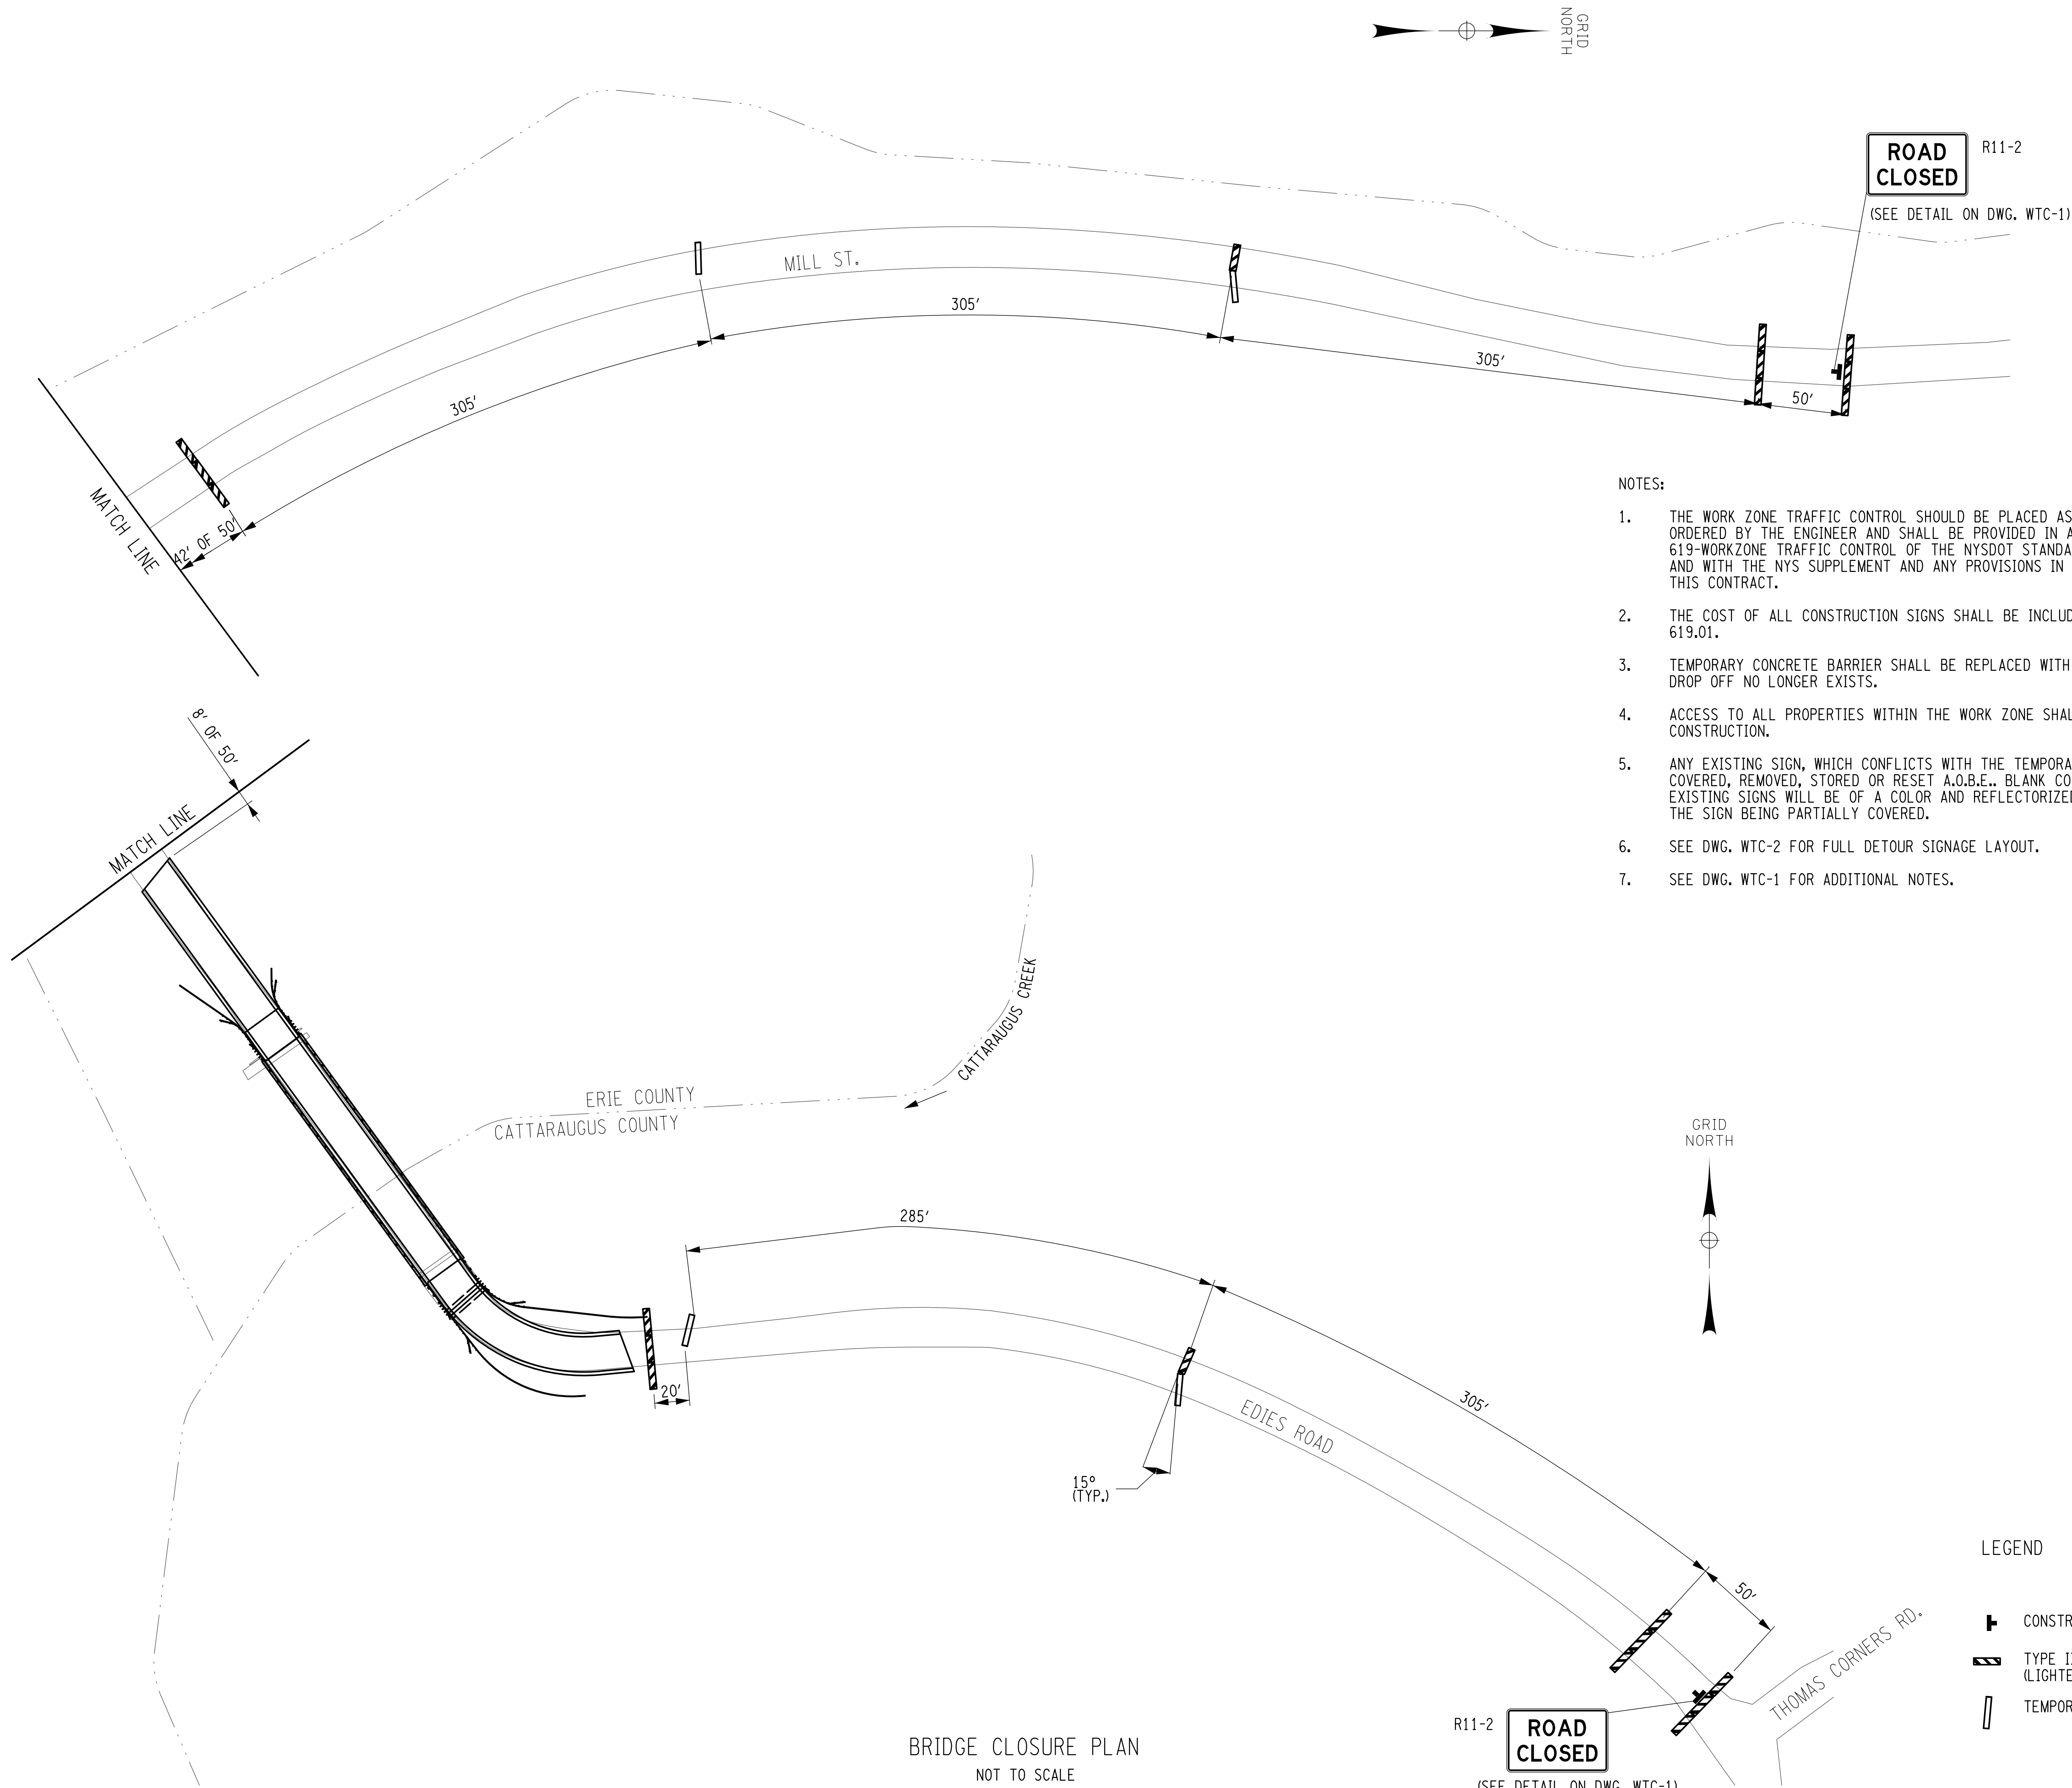 GRID
NORTH
ROAD
CLOSED
R11-2
(SEE DETAIL ON DWG. WTC-1)
MILL ST.
305'
305'
305'
50'
42' OF 50'
MATCH LINE
NOTES:
1. THE WORK ZONE TRAFFIC CONTROL SHOULD BE PLACED AS
ORDERED BY THE ENGINEER AND SHALL BE PROVIDED IN A
619-WORKZONE TRAFFIC CONTROL OF THE NYSDOT STANDA
AND WITH THE NYS SUPPLEMENT AND ANY PROVISIONS IN
THIS CONTRACT.
2. THE COST OF ALL CONSTRUCTION SIGNS SHALL BE INCLUD
619.01.
3. TEMPORARY CONCRETE BARRIER SHALL BE REPLACED WITH
DROP OFF NO LONGER EXISTS.
4. ACCESS TO ALL PROPERTIES WITHIN THE WORK ZONE SHAL
CONSTRUCTION.
5. ANY EXISTING SIGN, WHICH CONFLICTS WITH THE TEMPORA
COVERED, REMOVED, STORED OR RESET A.O.B.E.. BLANK CO
EXISTING SIGNS WILL BE OF A COLOR AND REFLECTORIZED
THE SIGN BEING PARTIALLY COVERED.
6. SEE DWG. WTC-2 FOR FULL DETOUR SIGNAGE LAYOUT.
7. SEE DWG. WTC-1 FOR ADDITIONAL NOTES.
8' OF 50'
MATCH LINE
CATTARAUGUS CREEK
ERIE COUNTY
CATTARAUGUS COUNTY
GRID
NORTH
285'
20'
305'
EDIES ROAD
15°
(TYP.)
50'
THOMAS CORNERS RD.
LEGEND
CONSTR
TYPE I
(LIGHTE
TEMPOR
R11-2
ROAD
CLOSED
(SEE DETAIL ON DWG. WTC-1)
BRIDGE CLOSURE PLAN
NOT TO SCALE